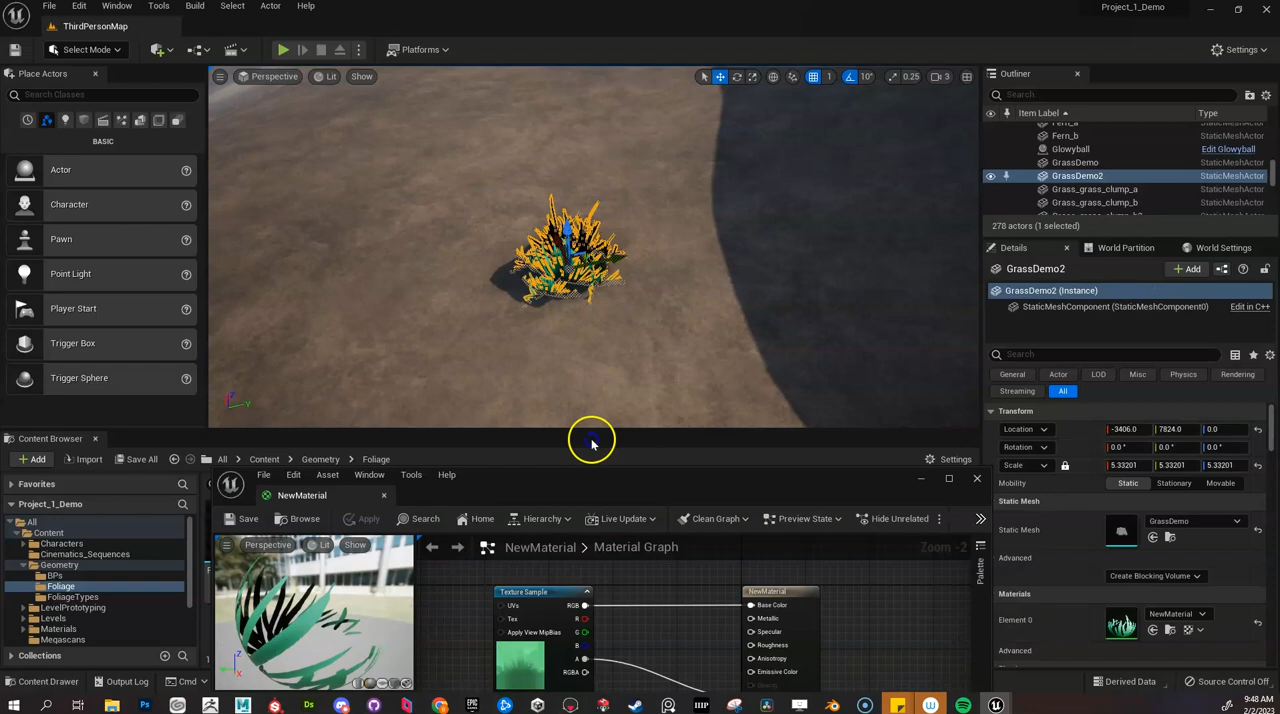 File Edit Window Tools Build Select Actor Help
Project_1_Demo
ThirdPersonMap
Select Mode
Platforms
Settings
Place Actors
Search Classes
BASIC
Actor
Character
Pawn
Point Light
Player Start
Trigger Box
Trigger Sphere
Perspective Lit Show
1 10° 0.25 3
Outliner
Search...
Item Label Type
Fern_a StaticMeshActor
Fern_b StaticMeshActor
Glowyball Edit Glowyball
GrassDemo StaticMeshActor
GrassDemo2 StaticMeshActor
Grass_grass_clump_a StaticMeshActor
Grass_grass_clump_b StaticMeshActor
278 actors (1 selected)
Details World Partition World Settings
GrassDemo2
Add
GrassDemo2 (Instance)
StaticMeshComponent (StaticMeshComponent0) Edit in C++
Search
General Actor LOD Misc Physics Rendering
Streaming All
Transform
Location -3406.0 7824.0 0.0
Rotation 0.0 ° 0.0 ° 0.0 °
Scale 5.33201 5.33201 5.33201
Mobility Static Stationary Movable
Static Mesh
Static Mesh GrassDemo
Advanced
Create Blocking Volume
Materials
Element 0 NewMaterial
Advanced
Content Browser
Add Import Save All All Content Geometry Foliage Settings
Favorites
Project_1_Demo
All
Content
Characters
Cinematics_Sequences
Geometry
BPs
Foliage
FoliageTypes
LevelPrototyping
Levels
Materials
Megascans
Collections
File Edit Asset Window Tools Help
NewMaterial
Save Browse Apply Search Home Hierarchy Live Update Clean Graph Preview State Hide Unrelated
Perspective Lit Show
NewMaterial Material Graph Zoom -2
Palette
Texture Sample
UVs RGB
Tex R
Apply View MipBias G
B
A
RGBA
NewMaterial
Base Color
Metallic
Specular
Roughness
Anisotropy
Emissive Color
Content Drawer Output Log Cmd
Derived Data Source Control Off
9:48 AM
2/2/2023